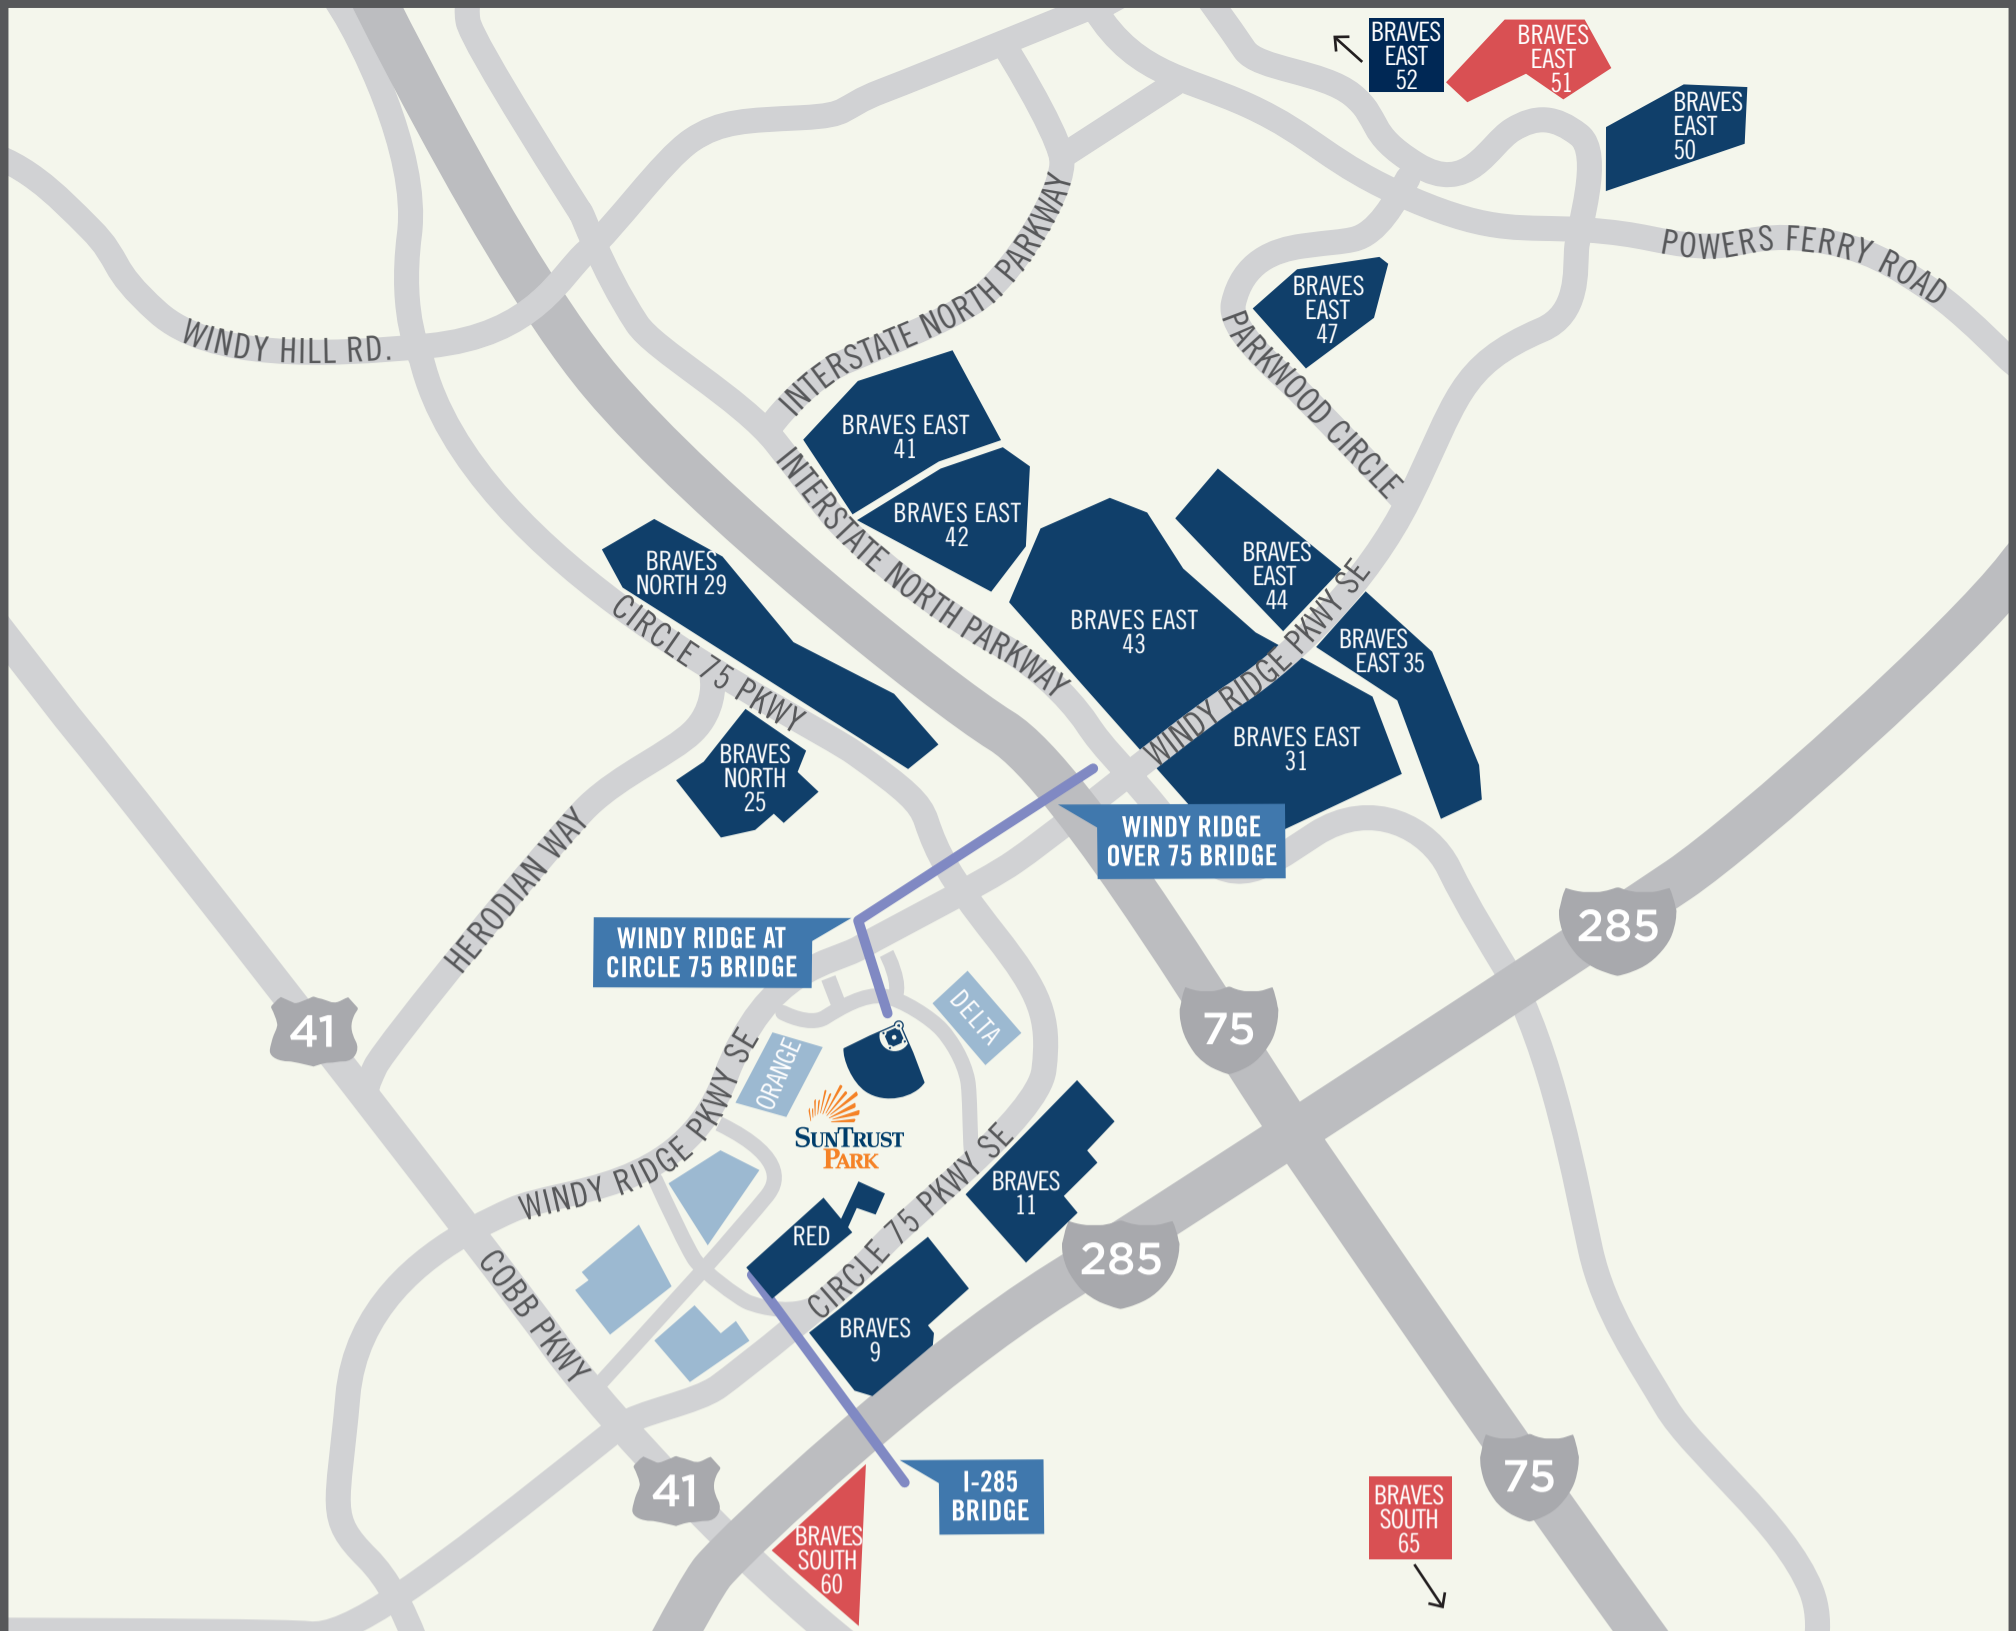 BRAVES
EAST
52
BRAVES
EAST
51
BRAVES
EAST
50
POWERS FERRY ROAD
INTERSTATE NORTH PARKWAY
WINDY HILL RD.
BRAVES
EAST
47
PARKWOOD CIRCLE
BRAVES EAST
41
INTERSTATE NORTH PARKWAY
BRAVES EAST
42
BRAVES
NORTH 29
CIRCLE 75 PKWY
BRAVES EAST
43
BRAVES
EAST
44
WINDY RIDGE PKWY SE
BRAVES
EAST 35
BRAVES EAST
31
BRAVES
NORTH
25
HERODIAN WAY
WINDY RIDGE
OVER 75 BRIDGE
WINDY RIDGE AT
CIRCLE 75 BRIDGE
285
75
41
DELTA
ORANGE
WINDY RIDGE PKWY SE
SUNTRUST
PARK
BRAVES
11
RED
CIRCLE 75 PKWY SE
285
COBB PKWY
BRAVES
9
41
I-285
BRIDGE
75
BRAVES
SOUTH
60
BRAVES
SOUTH
65